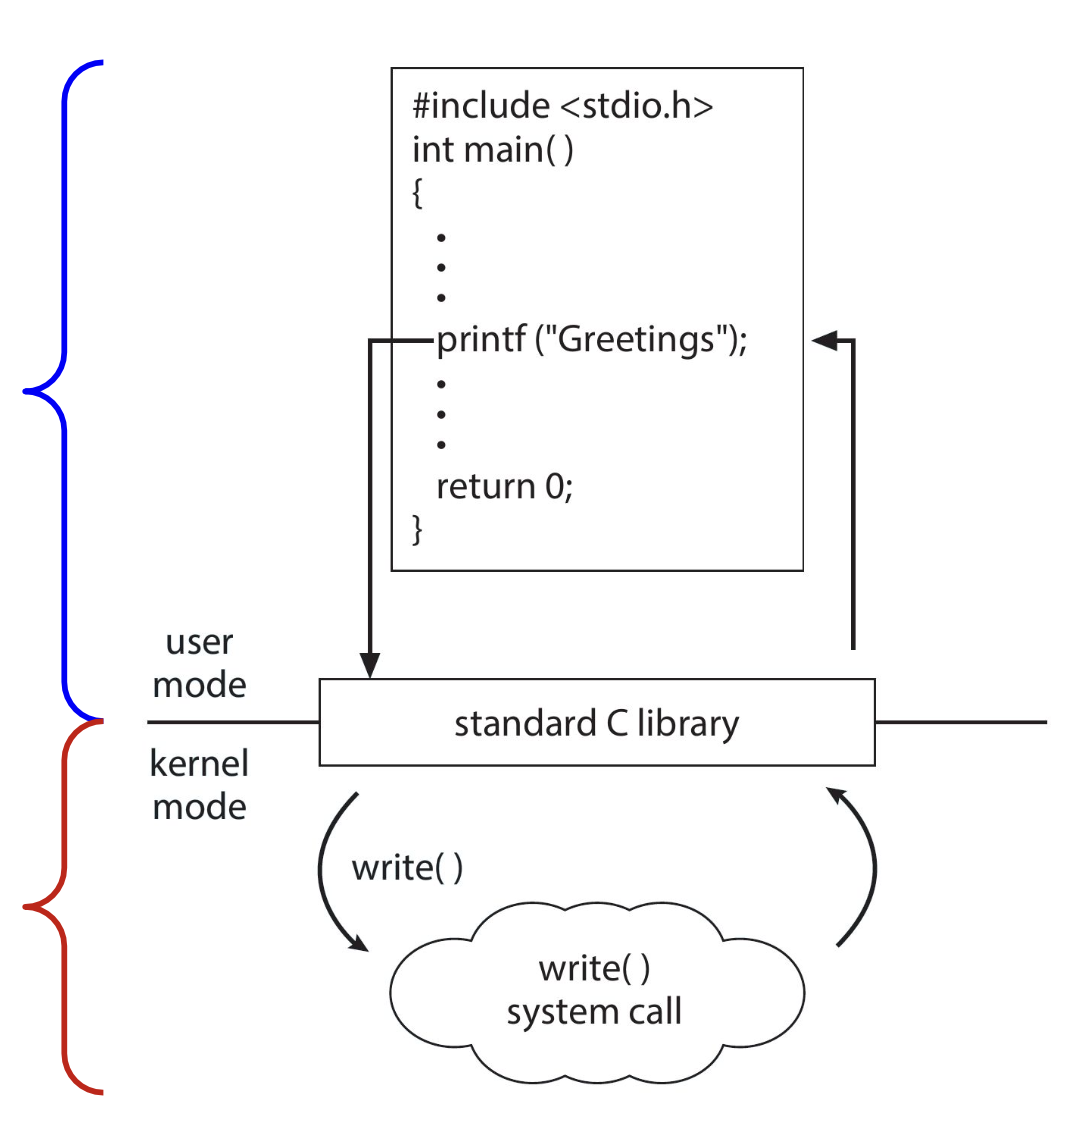 #include <stdio.h>
int main( )
{
•
•
•
printf ("Greetings");
•
•
•
return 0;
}
user
mode
standard C library
kernel
mode
write( )
write( )
system call